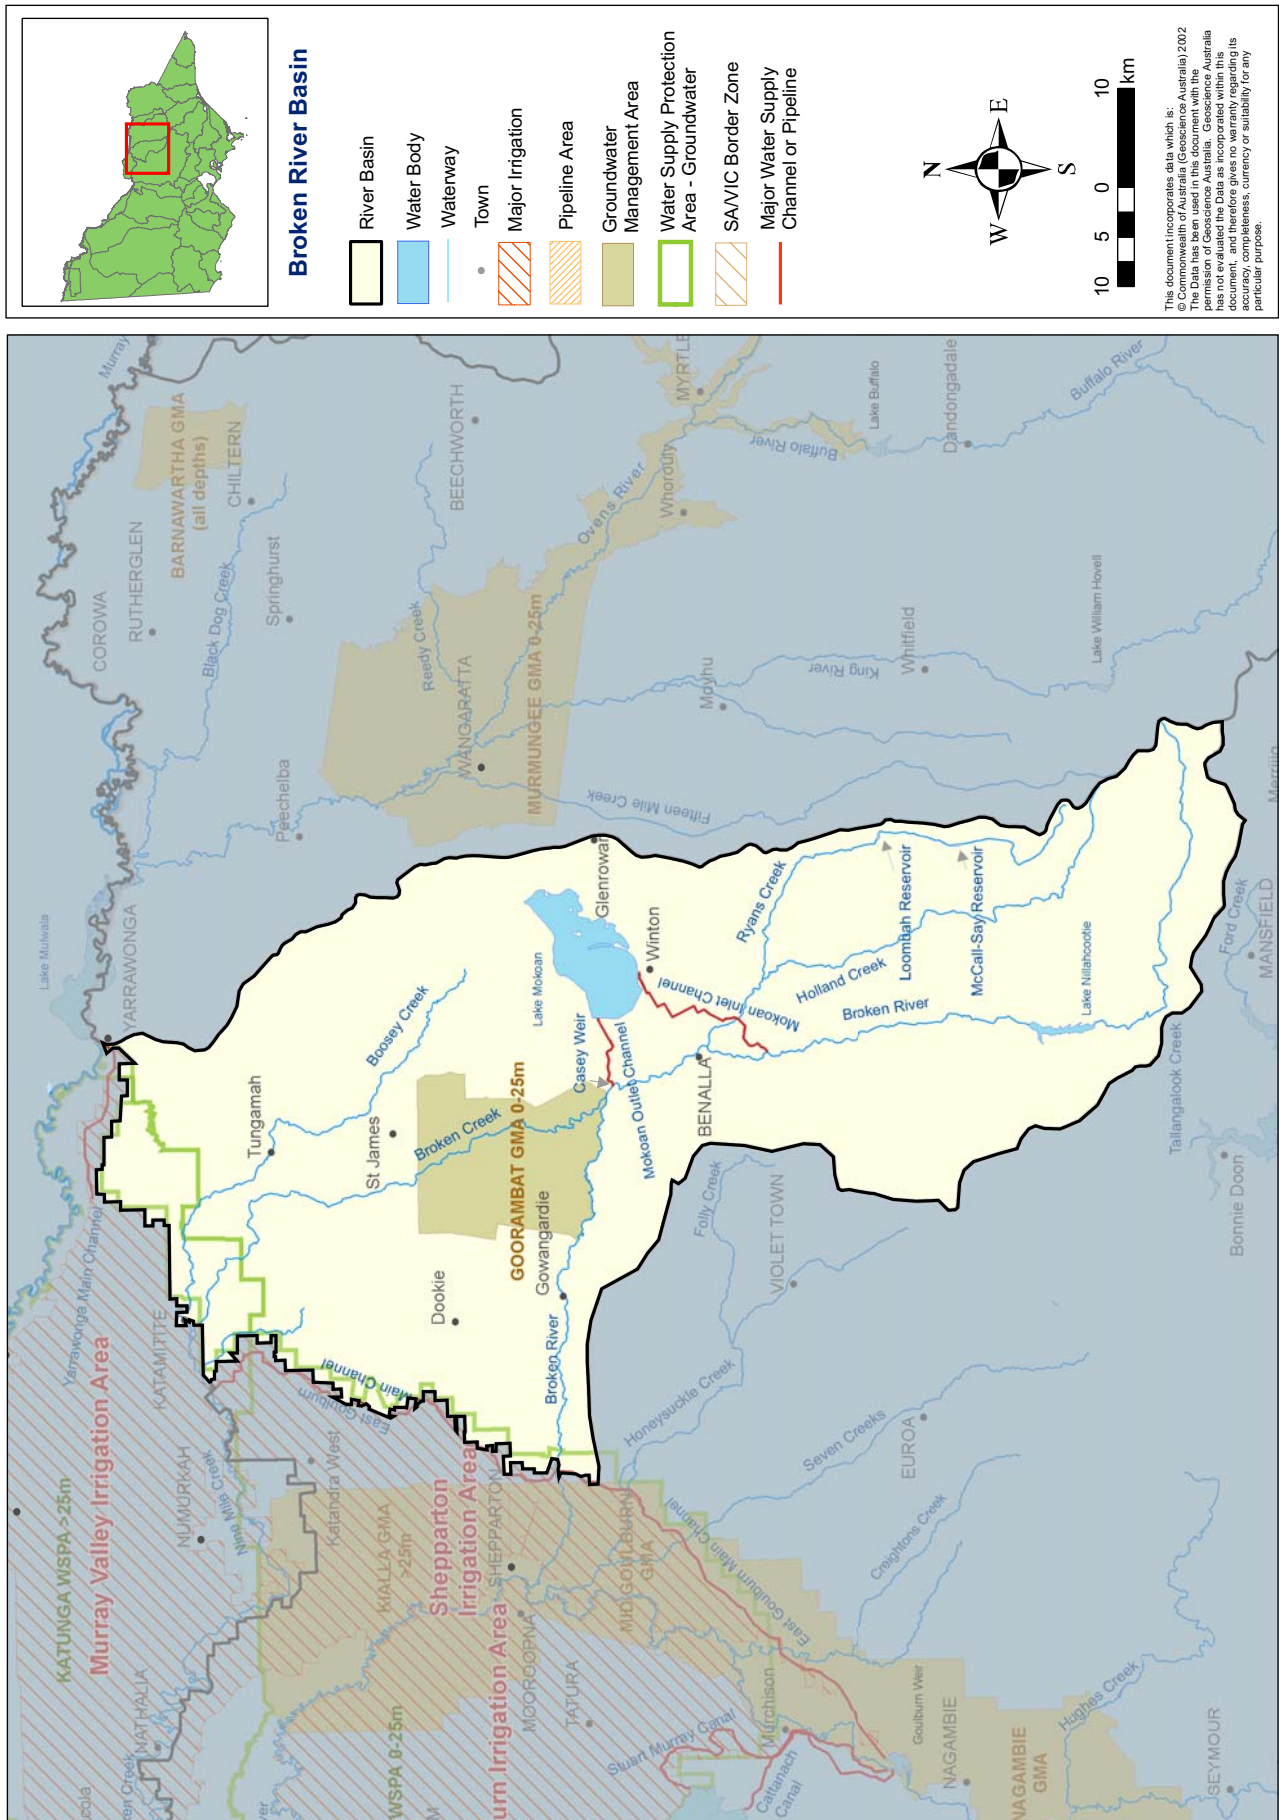 Broken River Basin
River Basin
Water Body
Waterway
Town
Major Irrigation
Pipeline Area
Groundwater
Management Area
Water Supply Protection
Area - Groundwater
SA/VIC Border Zone
Major Water Supply
Channel or Pipeline
N
W
E
S
10
5
0
10
km
This document incorporates data which is:
© Commonwealth of Australia (Geoscience Australia) 2002
The Data has been used in this document with the
permission of Geoscience Australia. Geoscience Australia
has not evaluated the Data as incorporated within this
document, and therefore gives no warranty regarding its
accuracy, completeness, currency or suitability for any
particular purpose.
KATUNGA WSPA >25m
Murray Valley Irrigation Area
Yarrawonga Main Channel
Lake Mulwala
YARRAWONGA
COROWA
RUTHERGLEN
BARNAWARTHA GMA
(all depths)
CHILTERN
Murray
Black Dog Creek
Springhurst
Peechelba
NATHALIA
NUMURKAH
Nine Mile Creek
KATAMITITE
Katandra West
Tungamah
St James
Boosey Creek
Broken Creek
Reedy Creek
BEECHWORTH
WANGARATTA
MURMUNGEE GMA 0-25m
Ovens River
Whorouly
MYRTLE
WSPA 0-25m
KIALLA GMA
>25m
Shepparton
Irrigation Area
East Goulburn
Main Channel
Dookie
GOORAMBAT GMA 0-25m
Gowangardie
Broken River
Casey Weir
Lake Mokoan
Mokoan Outlet Channel
Glenrowan
Winton
Mokoan Inlet Channel
Fifteen Mile Creek
urn Irrigation Area
MOOROOPNA
SHEPPARTON
TATURA
MID GOULBURN
GMA
Stuart Murray Canal
Murchison
Cattanach
Canal
East Goulburn Main Channel
Honeysuckle Creek
Folly Creek
VIOLET TOWN
BENALLA
Ryans Creek
Holland Creek
Broken River
Loombah Reservoir
McCall-Say Reservoir
Moyhu
King River
Whitfield
Buffalo River
Lake Buffalo
Dandongadale
Buffalo River
Seven Creeks
EUROA
Creightons Creek
Goulburn Weir
NAGAMBIE
NAGAMBIE
GMA
Hughes Creek
SEYMOUR
Lake Nillahcootie
Lake William Hovell
Tallangalook Creek
Bonnie Doon
Ford Creek
MANSFIELD
Merrijig